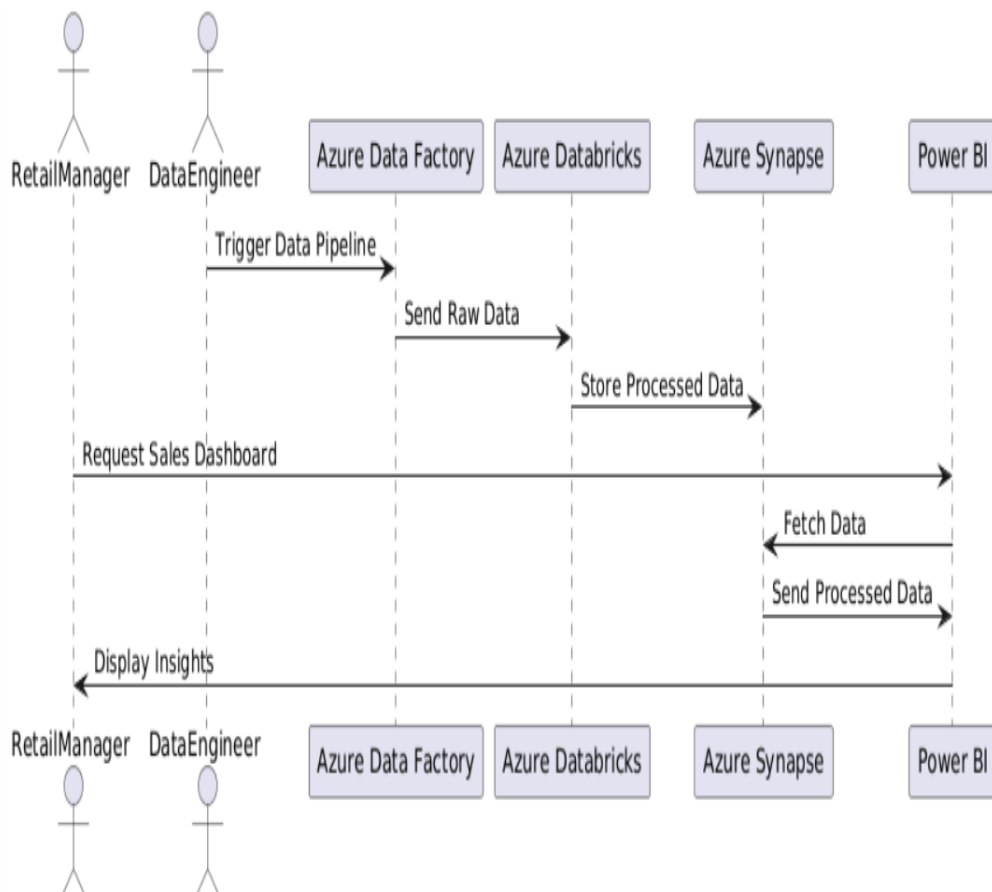 RetailManager
DataEngineer
Azure Data Factory
Azure Databricks
Azure Synapse
Power BI
Trigger Data Pipeline
Send Raw Data
Store Processed Data
Request Sales Dashboard
Fetch Data
Send Processed Data
Display Insights
RetailManager
DataEngineer
Azure Data Factory
Azure Databricks
Azure Synapse
Power BI